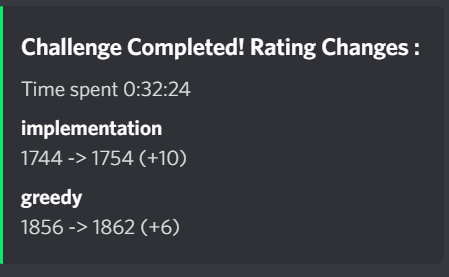 Challenge Completed! Rating Changes :
Time spent 0:32:24
implementation
1744 -> 1754 (+10)
greedy
1856 -> 1862 (+6)